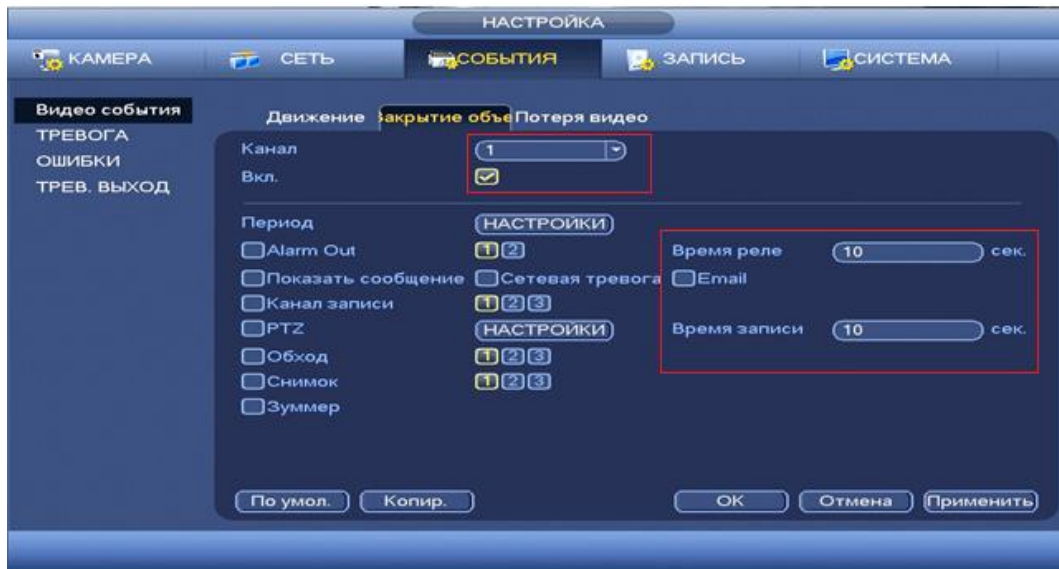 НАСТРОЙКА
КАМЕРА СЕТЬ СОБЫТИЯ ЗАПИСЬ СИСТЕМА
Видео события
ТРЕВОГА
ОШИБКИ
ТРЕВ. ВЫХОД
Движение Закрытие объе Потеря видео
Канал 1
Вкл.
Период НАСТРОЙКИ
Alarm Out 1 2 Время реле 10 сек.
Показать сообщение Сетевая тревога Email
Канал записи 1 2 3
PTZ НАСТРОЙКИ Время записи 10 сек.
Обход 1 2 3
Снимок 1 2 3
Зуммер
По умол. Копир. OK Отмена Применить